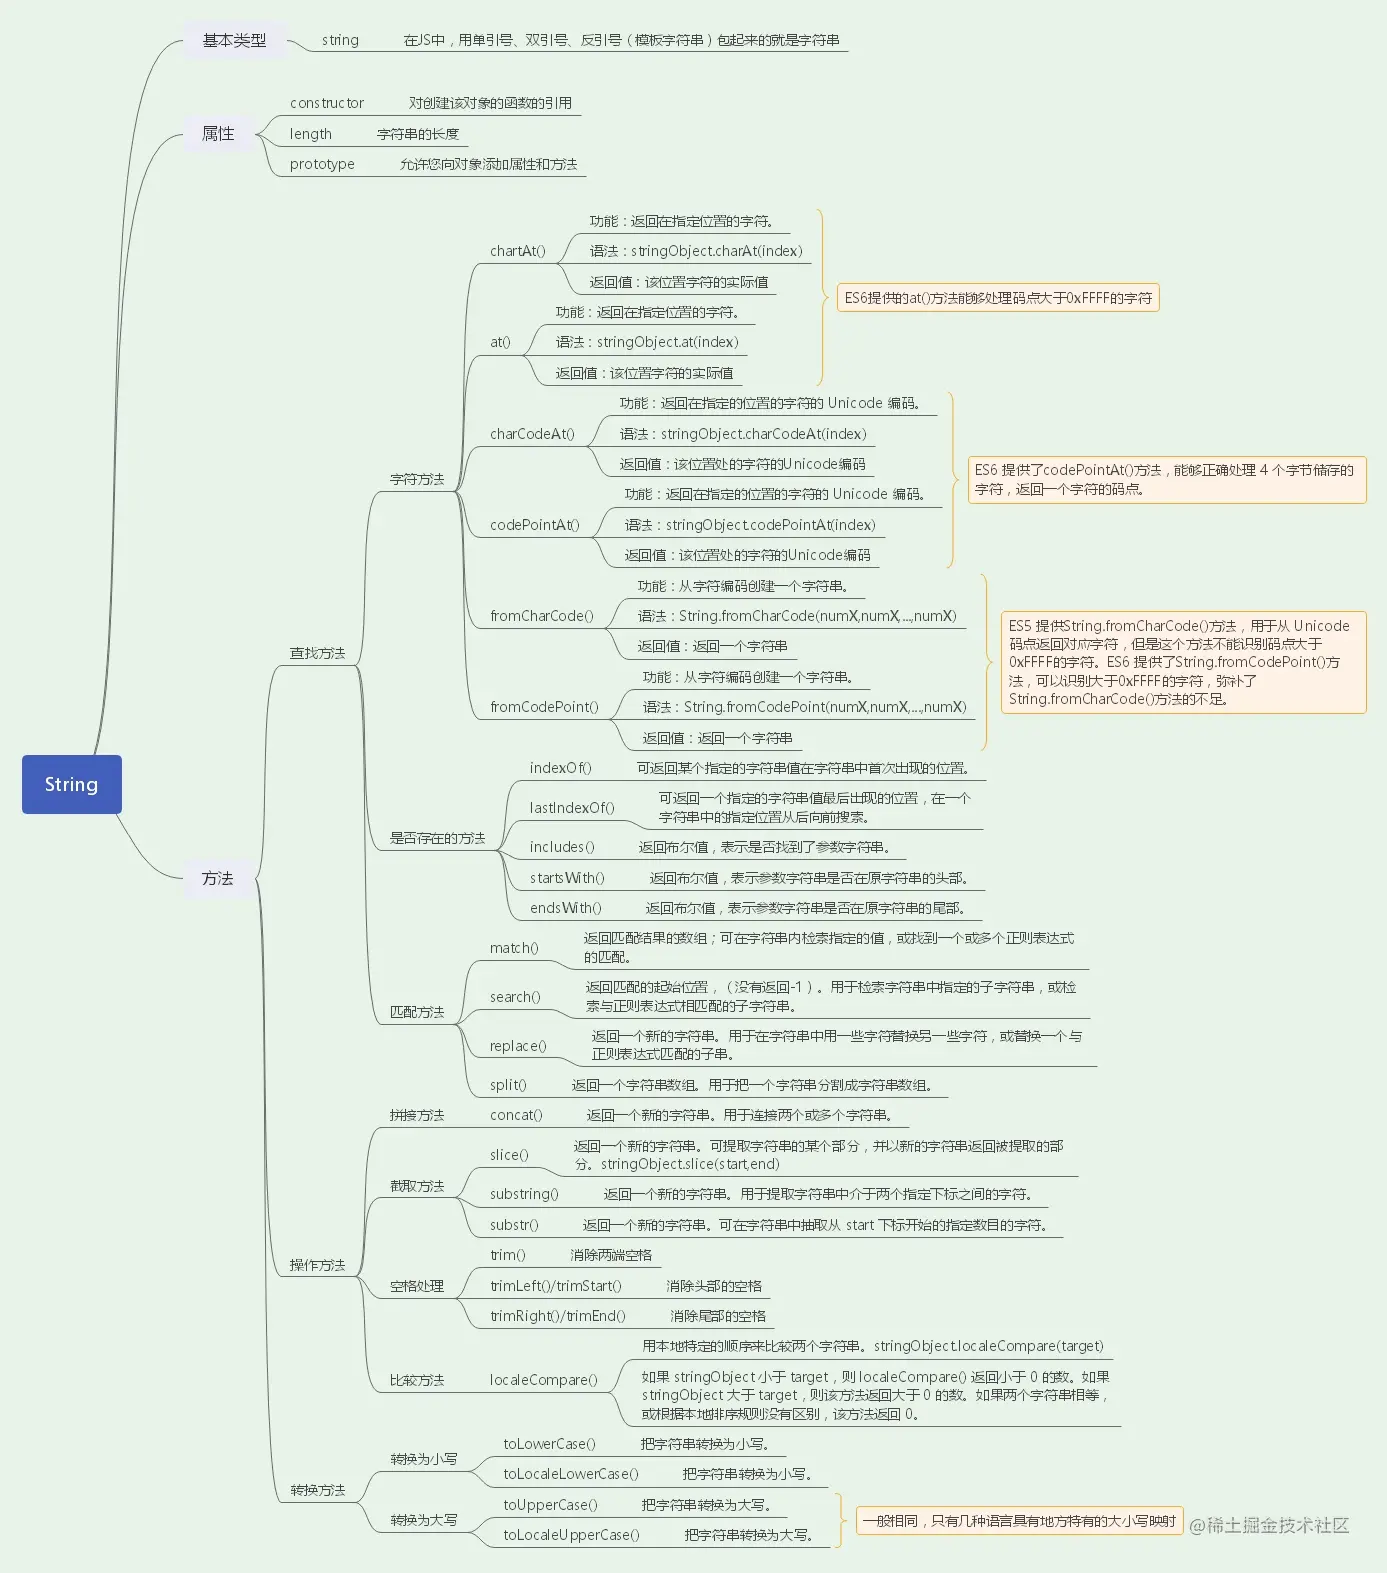 String
基本类型
string
在JS中，用单引号、双引号、反引号（模板字符串）包起来的就是字符串
属性
constructor
对创建该对象的函数的引用
length
字符串的长度
prototype
允许您向对象添加属性和方法
方法
查找方法
字符方法
chartAt()
功能：返回在指定位置的字符。
语法：stringObject.charAt(index)
返回值：该位置字符的实际值
at()
功能：返回在指定位置的字符。
语法：stringObject.at(index)
返回值：该位置字符的实际值
ES6提供的at()方法能够处理码点大于0xFFFF的字符
charCodeAt()
功能：返回在指定的位置的字符的 Unicode 编码。
语法：stringObject.charCodeAt(index)
返回值：该位置处的字符的Unicode编码
codePointAt()
功能：返回在指定的位置的字符的 Unicode 编码。
语法：stringObject.codePointAt(index)
返回值：该位置处的字符的Unicode编码
ES6 提供了codePointAt()方法，能够正确处理 4 个字节储存的
字符，返回一个字符的码点。
fromCharCode()
功能：从字符编码创建一个字符串。
语法：String.fromCharCode(numX,numX,...,numX)
返回值：返回一个字符串
fromCodePoint()
功能：从字符编码创建一个字符串。
语法：String.fromCodePoint(numX,numX,...,numX)
返回值：返回一个字符串
ES5 提供String.fromCharCode()方法，用于从 Unicode
码点返回对应字符，但是这个方法不能识别码点大于
0xFFFF的字符。ES6 提供了String.fromCodePoint()方
法，可以识别大于0xFFFF的字符，弥补了
String.fromCharCode()方法的不足。
是否存在的方法
indexOf()
可返回某个指定的字符串值在字符串中首次出现的位置。
lastIndexOf()
可返回一个指定的字符串值最后出现的位置，在一个
字符串中的指定位置从后向前搜索。
includes()
返回布尔值，表示是否找到了参数字符串。
startsWith()
返回布尔值，表示参数字符串是否在原字符串的头部。
endsWith()
返回布尔值，表示参数字符串是否在原字符串的尾部。
匹配方法
match()
返回匹配结果的数组；可在字符串内检索指定的值，或找到一个或多个正则表达式
的匹配。
search()
返回匹配的起始位置，（没有返回-1）。用于检索字符串中指定的子字符串，或检
索与正则表达式相匹配的子字符串。
replace()
返回一个新的字符串。用于在字符串中用一些字符替换另一些字符，或替换一个与
正则表达式匹配的子串。
split()
返回一个字符串数组。用于把一个字符串分割成字符串数组。
操作方法
拼接方法
concat()
返回一个新的字符串。用于连接两个或多个字符串。
截取方法
slice()
返回一个新的字符串。可提取字符串的某个部分，并以新的字符串返回被提取的部
分。stringObject.slice(start,end)
substring()
返回一个新的字符串。用于提取字符串中介于两个指定下标之间的字符。
substr()
返回一个新的字符串。可在字符串中抽取从 start 下标开始的指定数目的字符。
空格处理
trim()
消除两端空格
trimLeft()/trimStart()
消除头部的空格
trimRight()/trimEnd()
消除尾部的空格
比较方法
localeCompare()
用本地特定的顺序来比较两个字符串。stringObject.localeCompare(target)
如果 stringObject 小于 target，则 localeCompare() 返回小于 0 的数。如果
stringObject 大于 target，则该方法返回大于 0 的数。如果两个字符串相等，
或根据本地排序规则没有区别，该方法返回 0。
转换方法
转换为小写
toLowerCase()
把字符串转换为小写。
toLocaleLowerCase()
把字符串转换为小写。
转换为大写
toUpperCase()
把字符串转换为大写。
toLocaleUpperCase()
把字符串转换为大写。
一般相同，只有几种语言具有地方特有的大小写映射
@稀土掘金技术社区